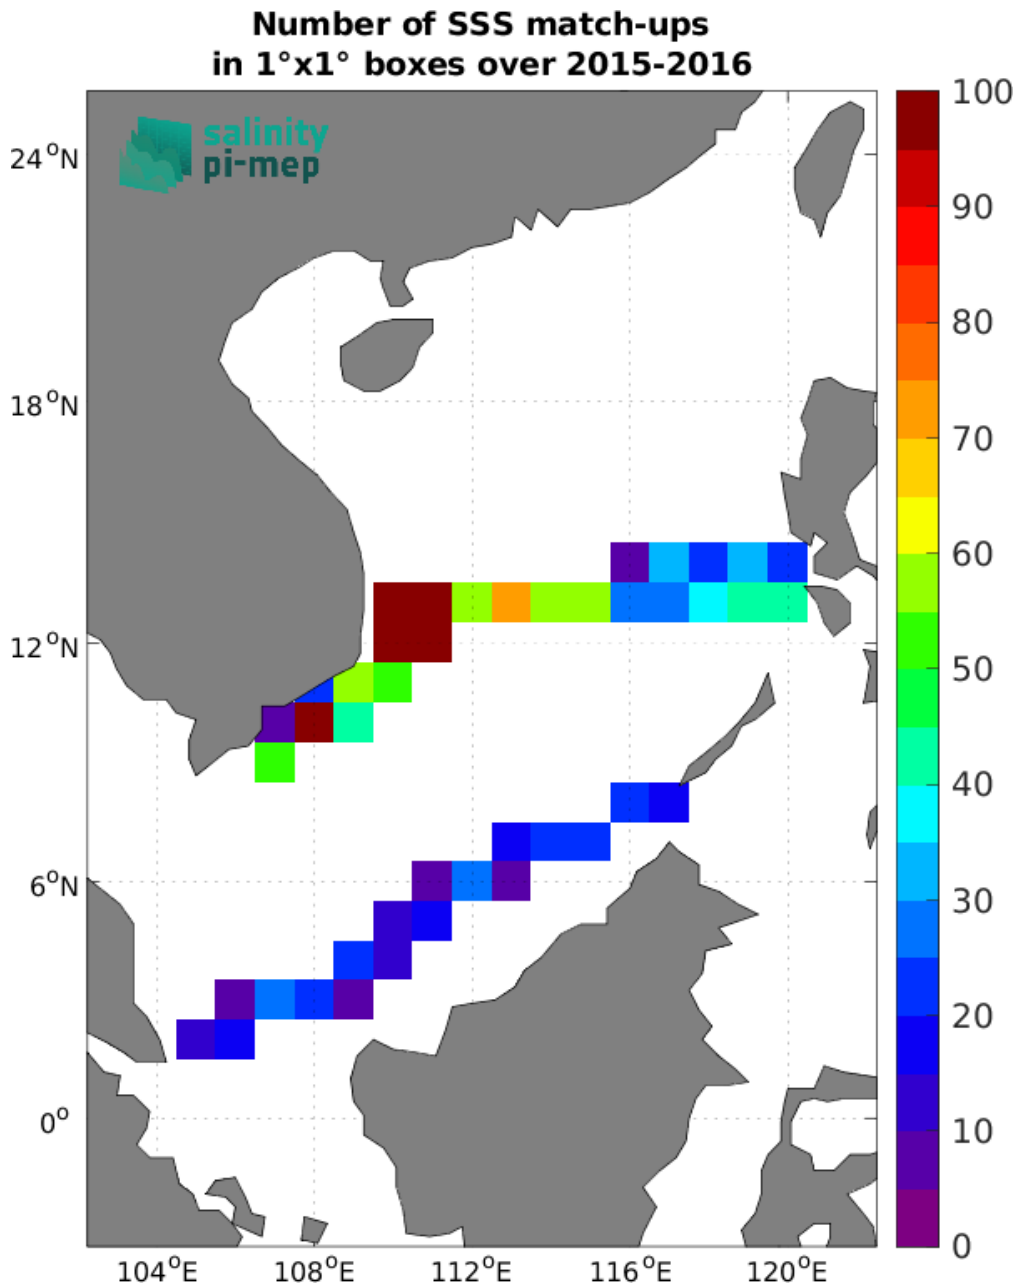 Number of SSS match-ups
in 1°x1° boxes over 2015-2016
salinity
pi-mep
24°N
18°N
12°N
6°N
0°
104°E
108°E
112°E
116°E
120°E
100
90
80
70
60
50
40
30
20
10
0